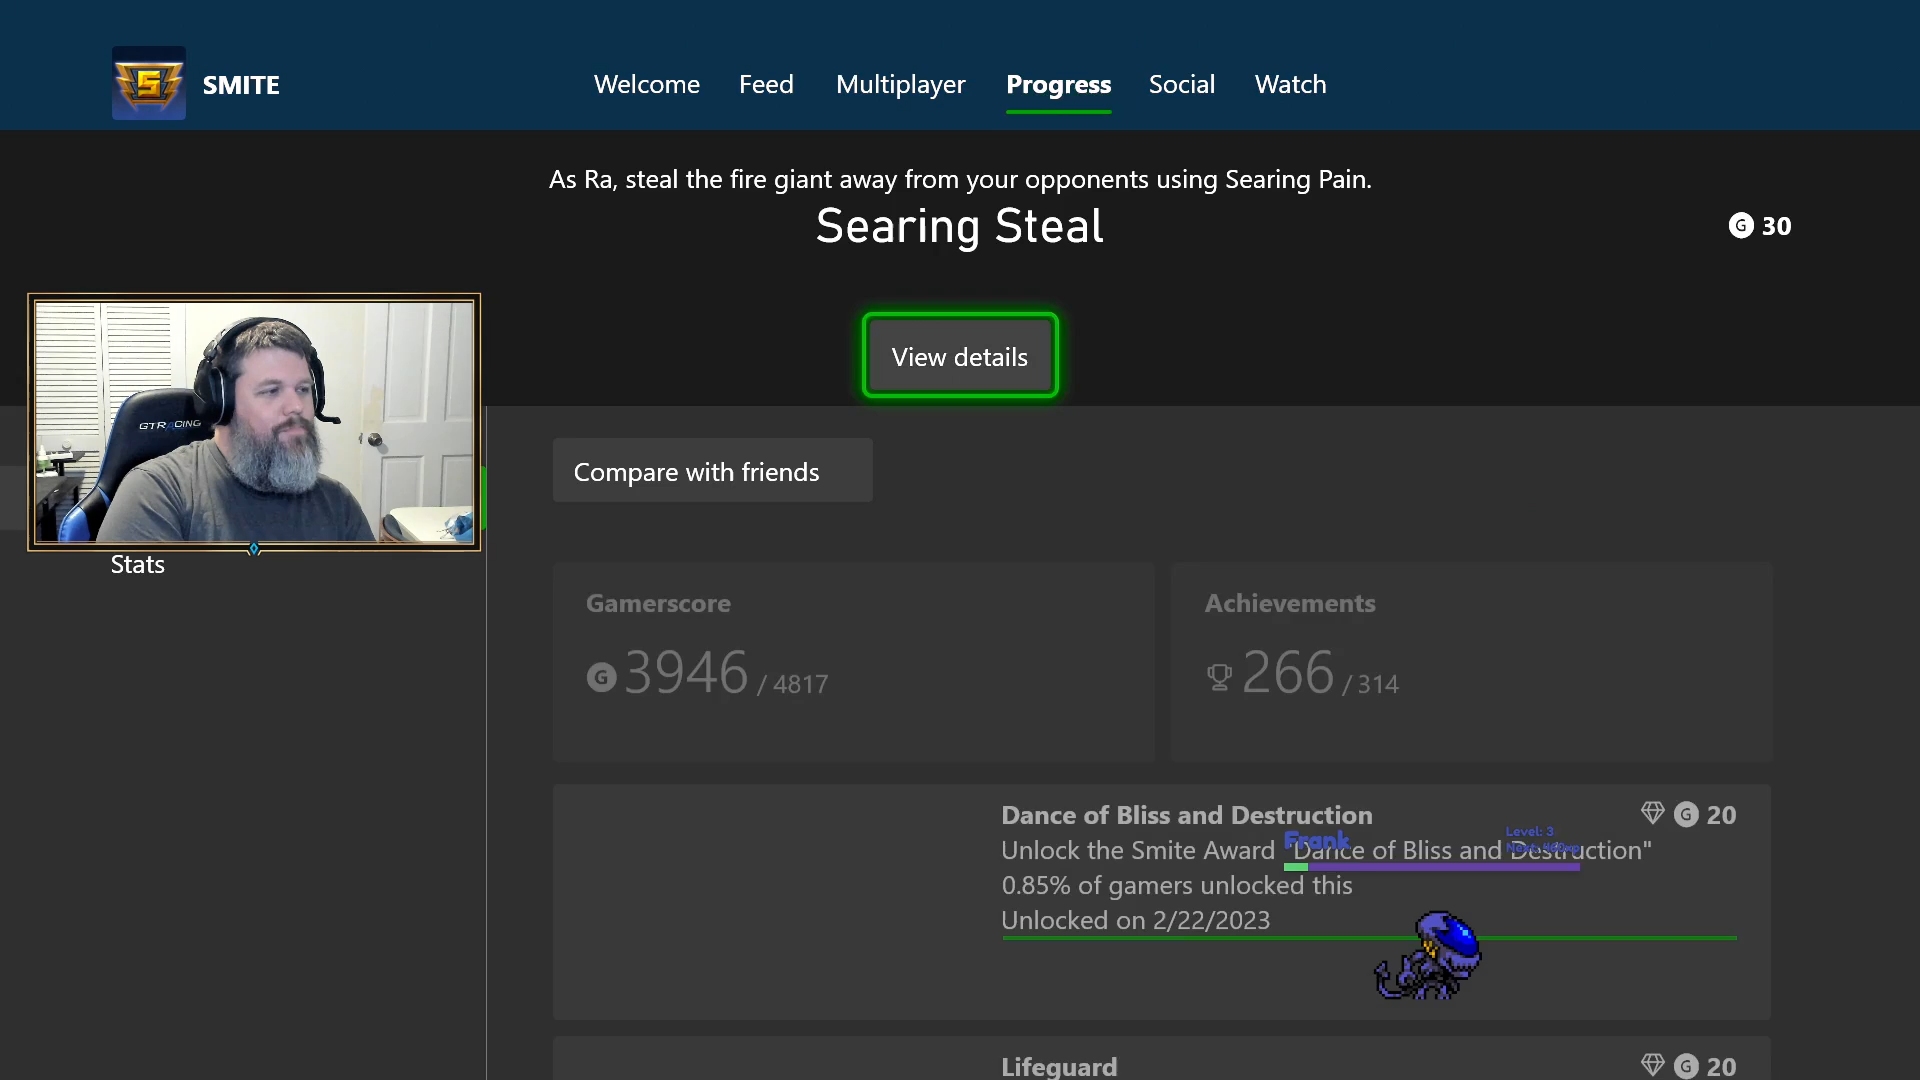 SMITE
Welcome
Feed
Multiplayer
Progress
Social
Watch
As Ra, steal the fire giant away from your opponents using Searing Pain.
Searing Steal
G 30
View details
GTRACING
Compare with friends
Stats
Gamerscore
G 3946 / 4817
Achievements
266 / 314
Dance of Bliss and Destruction
G 20
Frank
Level: 3
Unlock the Smite Award "Dance of Bliss and Destruction"
0.85% of gamers unlocked this
Unlocked on 2/22/2023
Lifeguard
G 20